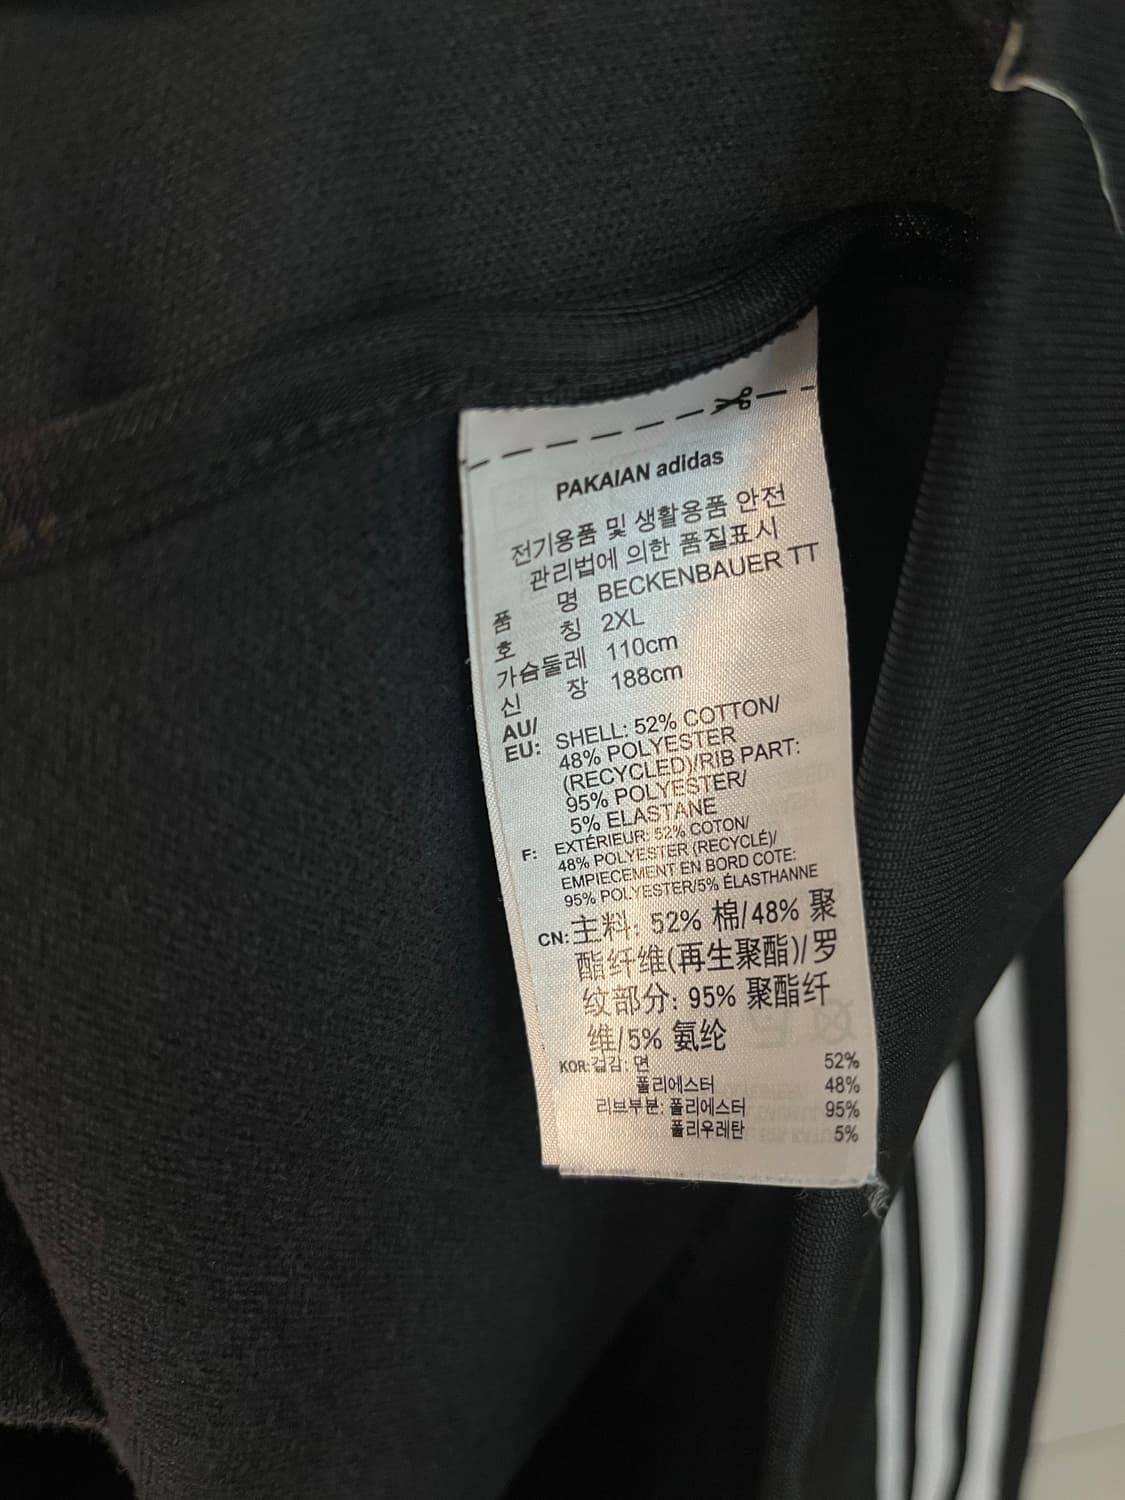 PAKAIAN adidas
전기용품 및 생활용품 안전
관리법에 의한 품질표시
품 명 BECKENBAUER TT
호 칭 2XL
가슴둘레 110cm
신 장 188cm
AU/
EU: SHELL: 52% COTTON/
48% POLYESTER
(RECYCLED)/RIB PART:
95% POLYESTER/
5% ELASTANE
F: EXTÉRIEUR: 52% COTON/
48% POLYESTER (RECYCLÉ)/
EMPIECEMENT EN BORD COTE:
95% POLYESTER/5% ÉLASTHANNE
CN: 主料: 52% 棉/48% 聚
酯纤维(再生聚酯)/罗
纹部分: 95% 聚酯纤
维/5% 氨纶
KOR: 겉감: 면 52%
폴리에스터 48%
리브부분: 폴리에스터 95%
폴리우레탄 5%